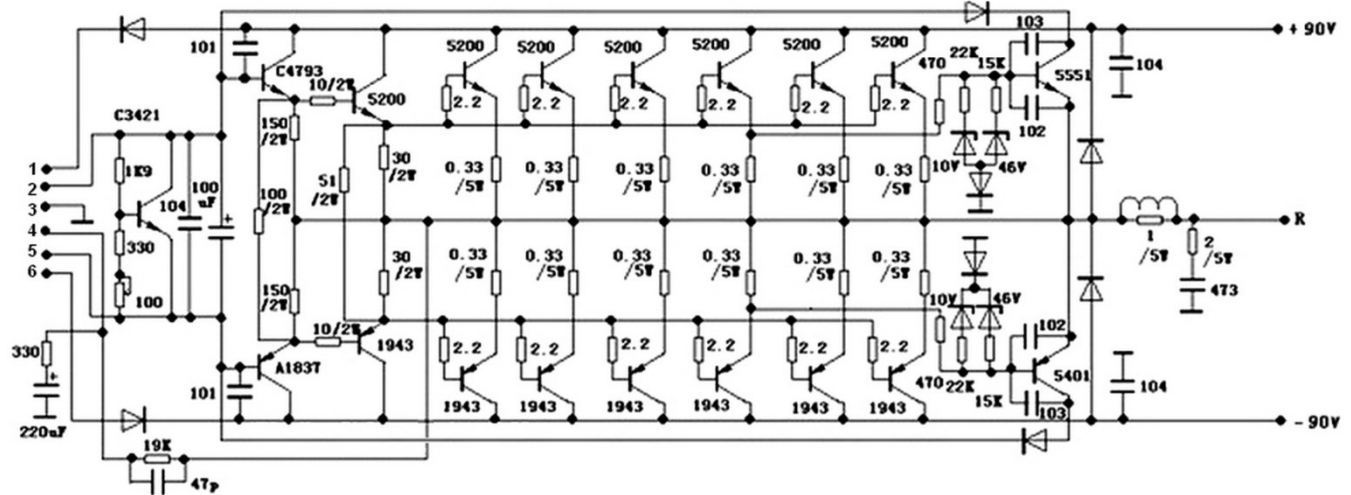 103
101
5200 5200 5200 5200 5200 5200
+90V
C4793
10/2W
470
22K
15K
5551
104
5200
2.2 2.2 2.2 2.2 2.2 2.2
C3421
150
/2W
102
1
2
3
4
5
6
1K9
104
100
uF
30
/2W
51
/2W
100
/2W
0.33
/5W
0.33
/5W
0.33
/5W
0.33
/5W
0.33
/5W
0.33
/5W
10V
46V
330
R
1
/5W
2
/5W
473
100
150
/2W
30
/2W
0.33
/5W
0.33
/5W
0.33
/5W
0.33
/5W
0.33
/5W
0.33
/5W
10V
46V
10/2W
1943
102
330
A1837
2.2 2.2 2.2 2.2 2.2 2.2
470
22K
5401
104
101
1943 1943 1943 1943 1943 1943
15K
103
220uF
-90V
19K
47p